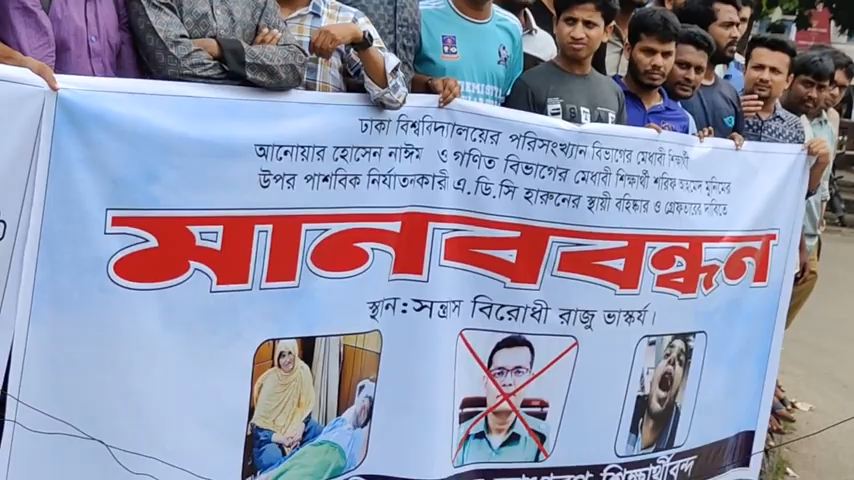 ঢাকা বিশ্ববিদ্যালয়ের পরিসংখ্যান বিভাগের মেধাবী শিক্ষার্থী
আনোয়ার হোসেন নাঈম ও গণিত বিভাগের মেধাবী শিক্ষার্থী শরিফ আহমেদ মুনিমের
উপর পাশবিক নির্যাতনকারী এ.ডি.সি হারুনের স্থায়ী বহিষ্কার ও গ্রেফতারের দাবিতে
মানববন্ধন
স্থান: সন্ত্রাস বিরোধী রাজু ভাস্কর্য।
শিক্ষার্থীবৃন্দ